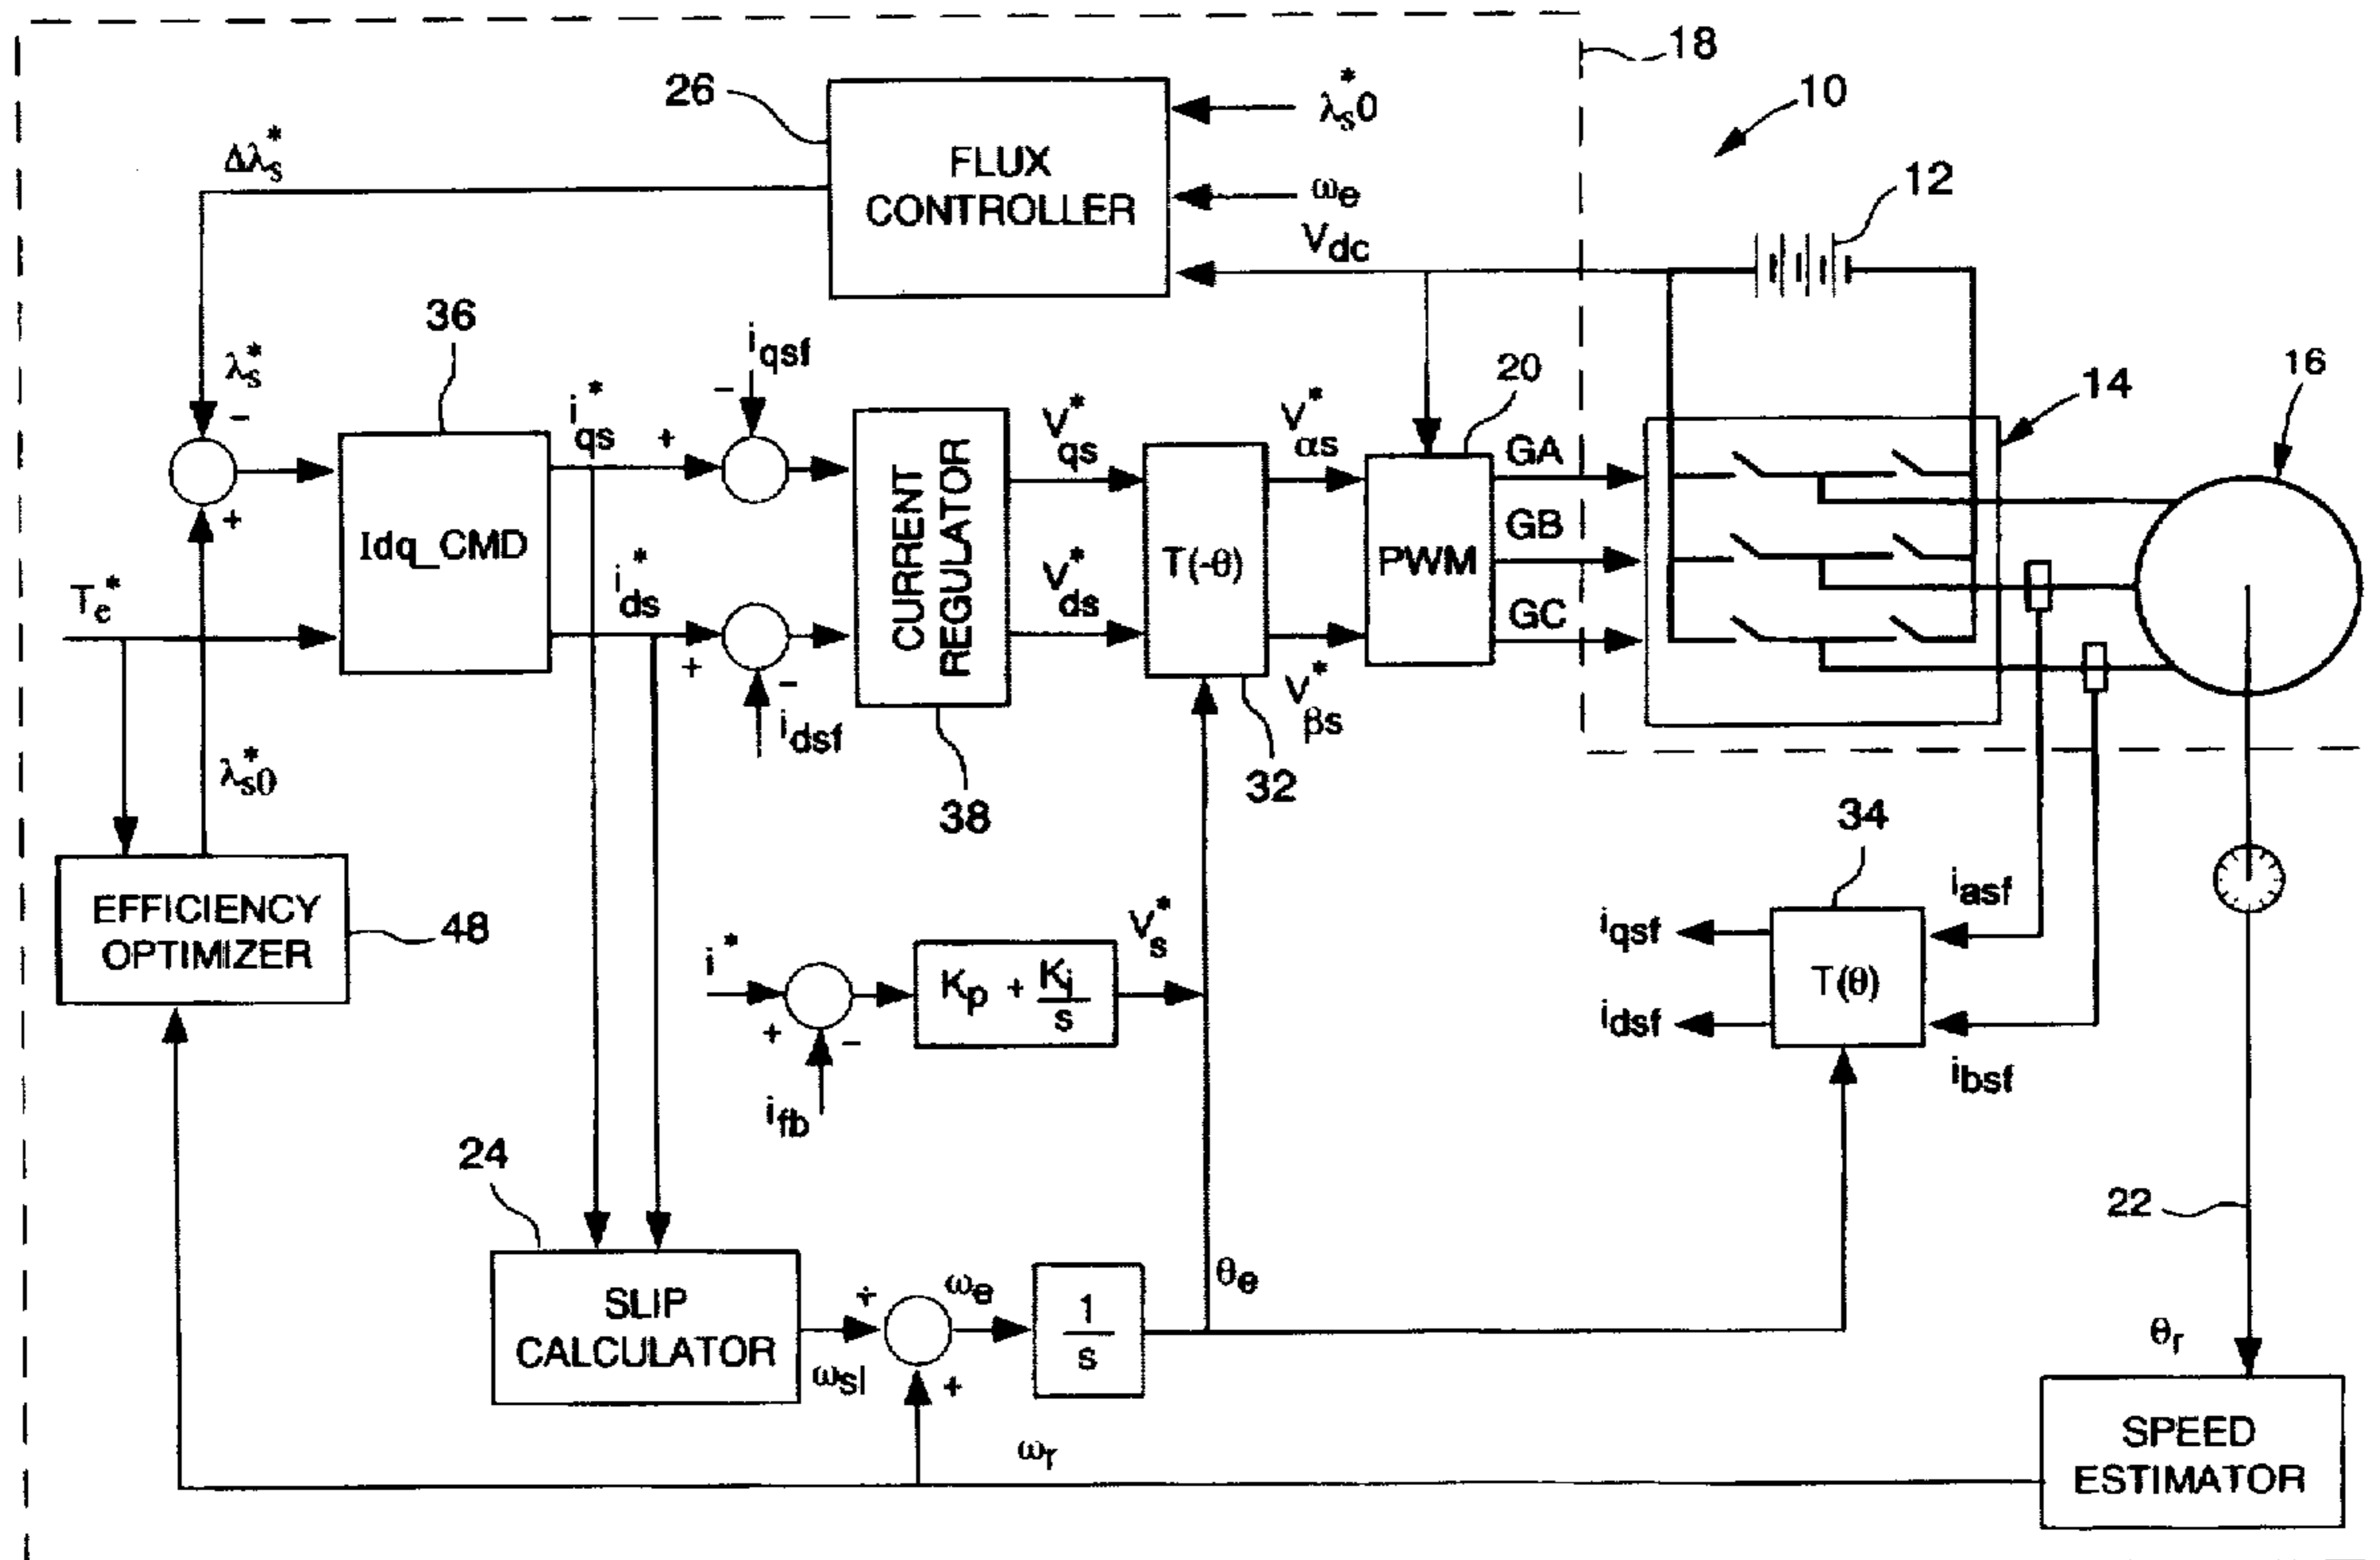 18
10
26
FLUX
CONTROLLER
λs*0
ωe
Vdc
Δλs*
12
36
λs*
iqsf
−
20
16
14
−
+
Idq_CMD
iqs*
+
CURRENT
REGULATOR
Vqs*
Vαs*
GA
GB
GC
Te*
ids*
+
−
idsf
Vds*
T(-θ)
PWM
Vβs*
λs0*
38
32
34
EFFICIENCY
OPTIMIZER
48
i*
+
−
ifb
Kp + Ki
s
Vs*
iqsf
idsf
T(θ)
iasf
ibsf
22
24
SLIP
CALCULATOR
ωsl
+
+
ωe
1
s
θe
θr
ωr
SPEED
ESTIMATOR